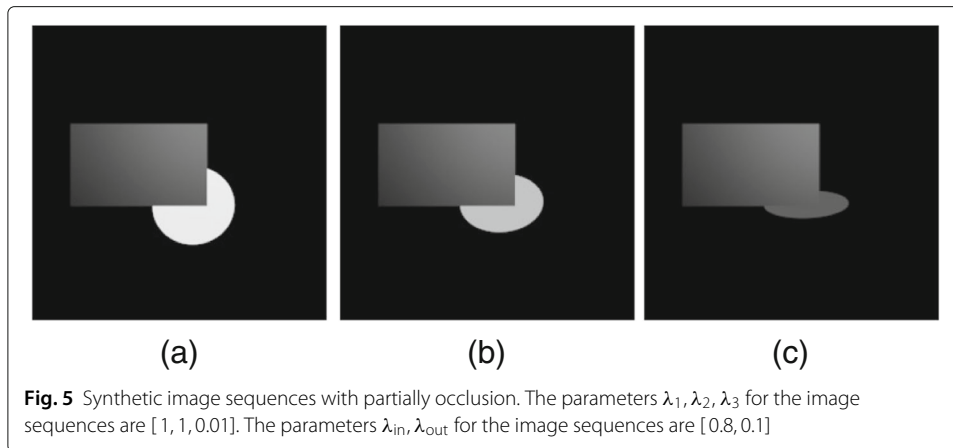 (a) (b) (c)
Fig. 5 Synthetic image sequences with partially occlusion. The parameters λ1, λ2, λ3 for the image
sequences are [ 1, 1, 0.01]. The parameters λin, λout for the image sequences are [ 0.8, 0.1]